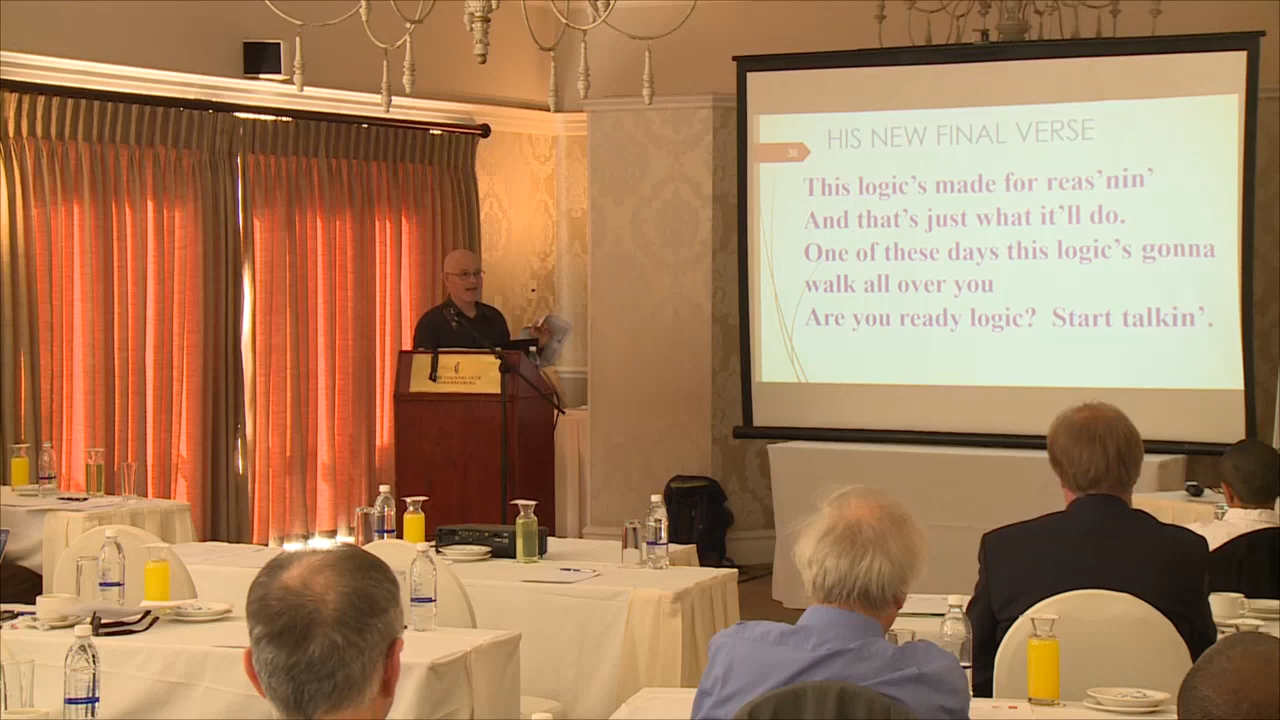 HIS NEW FINAL VERSE
38
This logic's made for reas'nin'
And that's just what it'll do.
One of these days this logic's gonna
walk all over you
Are you ready logic?  Start talkin'.